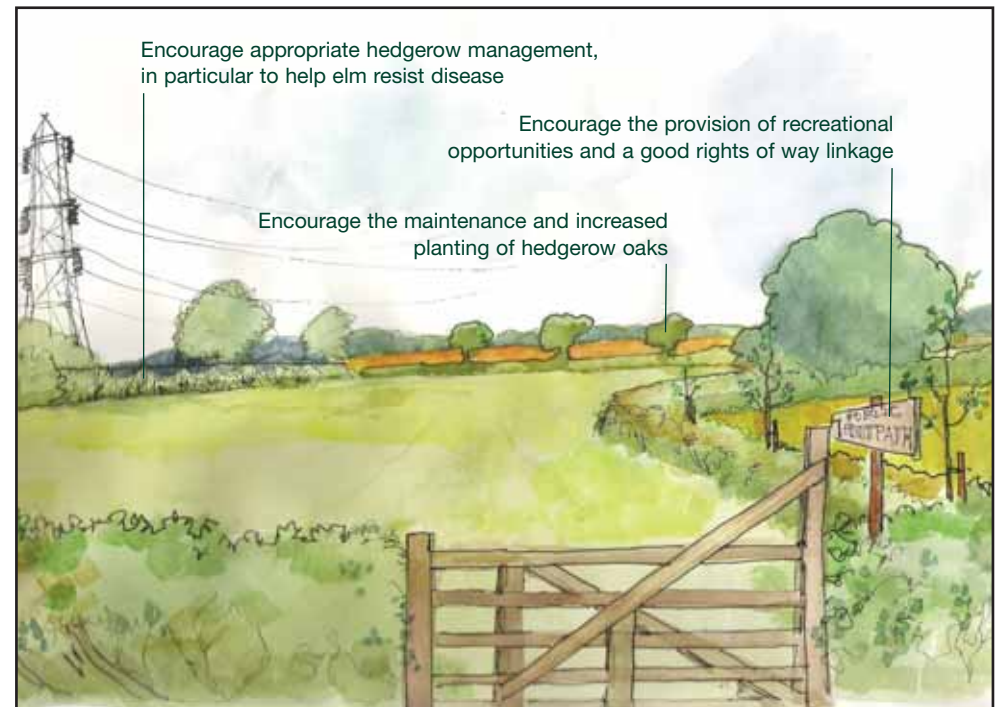 Encourage appropriate hedgerow management,
in particular to help elm resist disease
Encourage the provision of recreational
opportunities and a good rights of way linkage
Encourage the maintenance and increased
planting of hedgerow oaks
PUBLIC
FOOTPATH